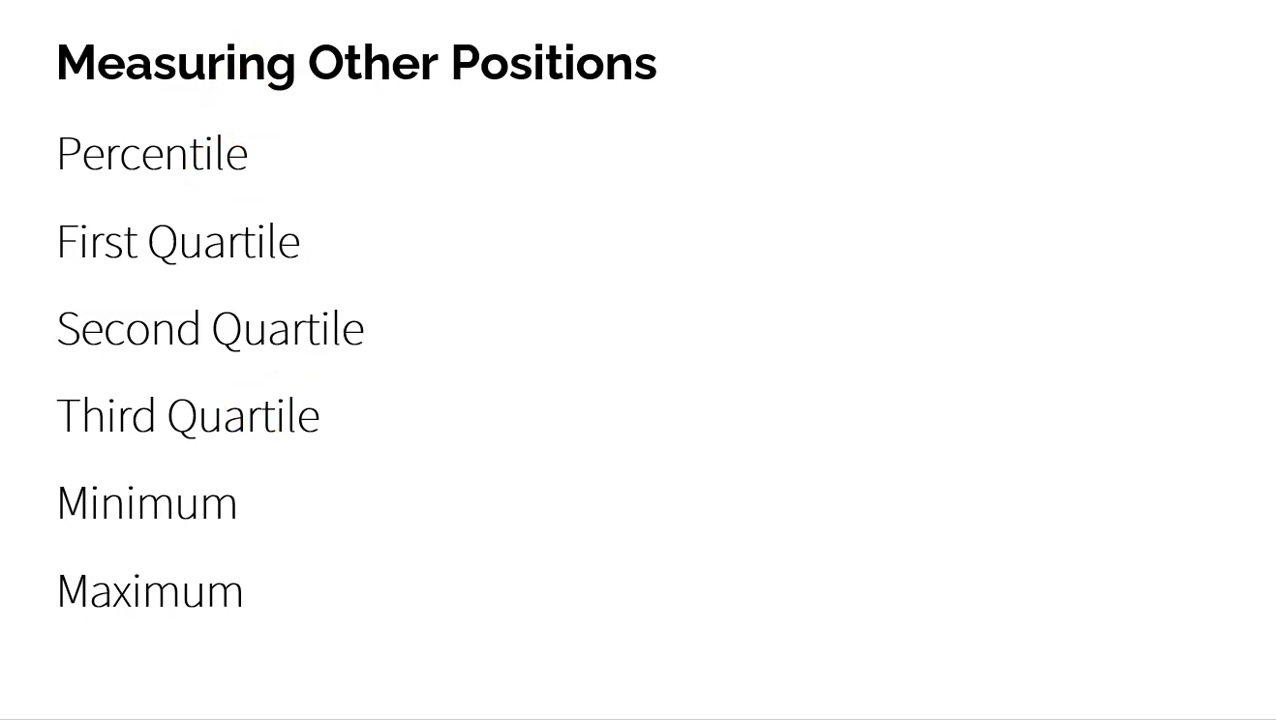 Measuring Other Positions
Percentile
First Quartile
Second Quartile
Third Quartile
Minimum
Maximum